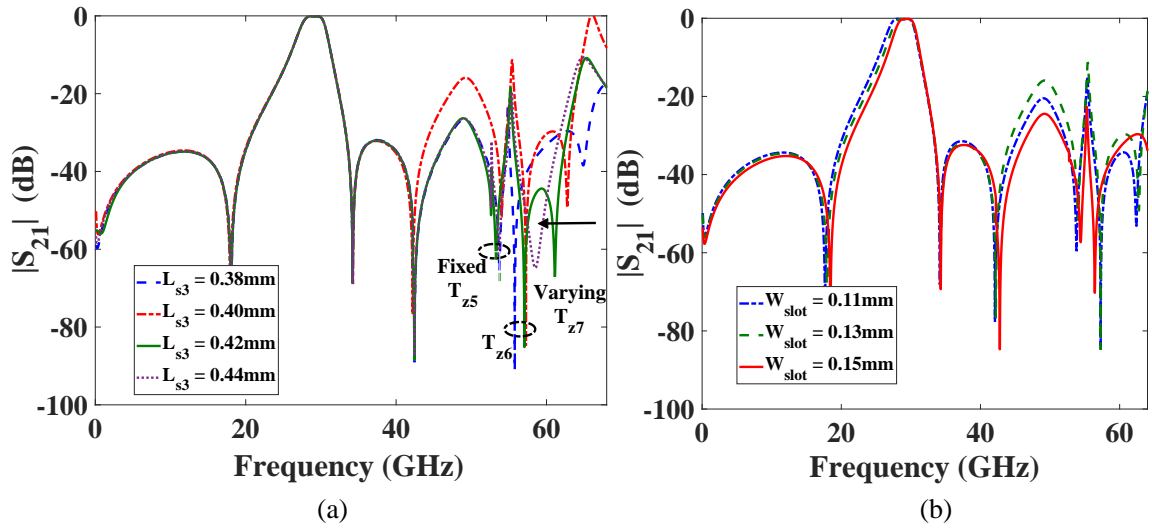 (a)
|S21| (dB)
0
-20
-40
-60
-80
-100
Fixed
Tz5
Tz6
Varying
Tz7
Ls3 = 0.38mm
Ls3 = 0.40mm
Ls3 = 0.42mm
Ls3 = 0.44mm
0 20 40 60
Frequency (GHz)
(a)
(b)
|S21| (dB)
0
-20
-40
-60
-80
-100
Wslot = 0.11mm
Wslot = 0.13mm
Wslot = 0.15mm
0 20 40 60
Frequency (GHz)
(b)